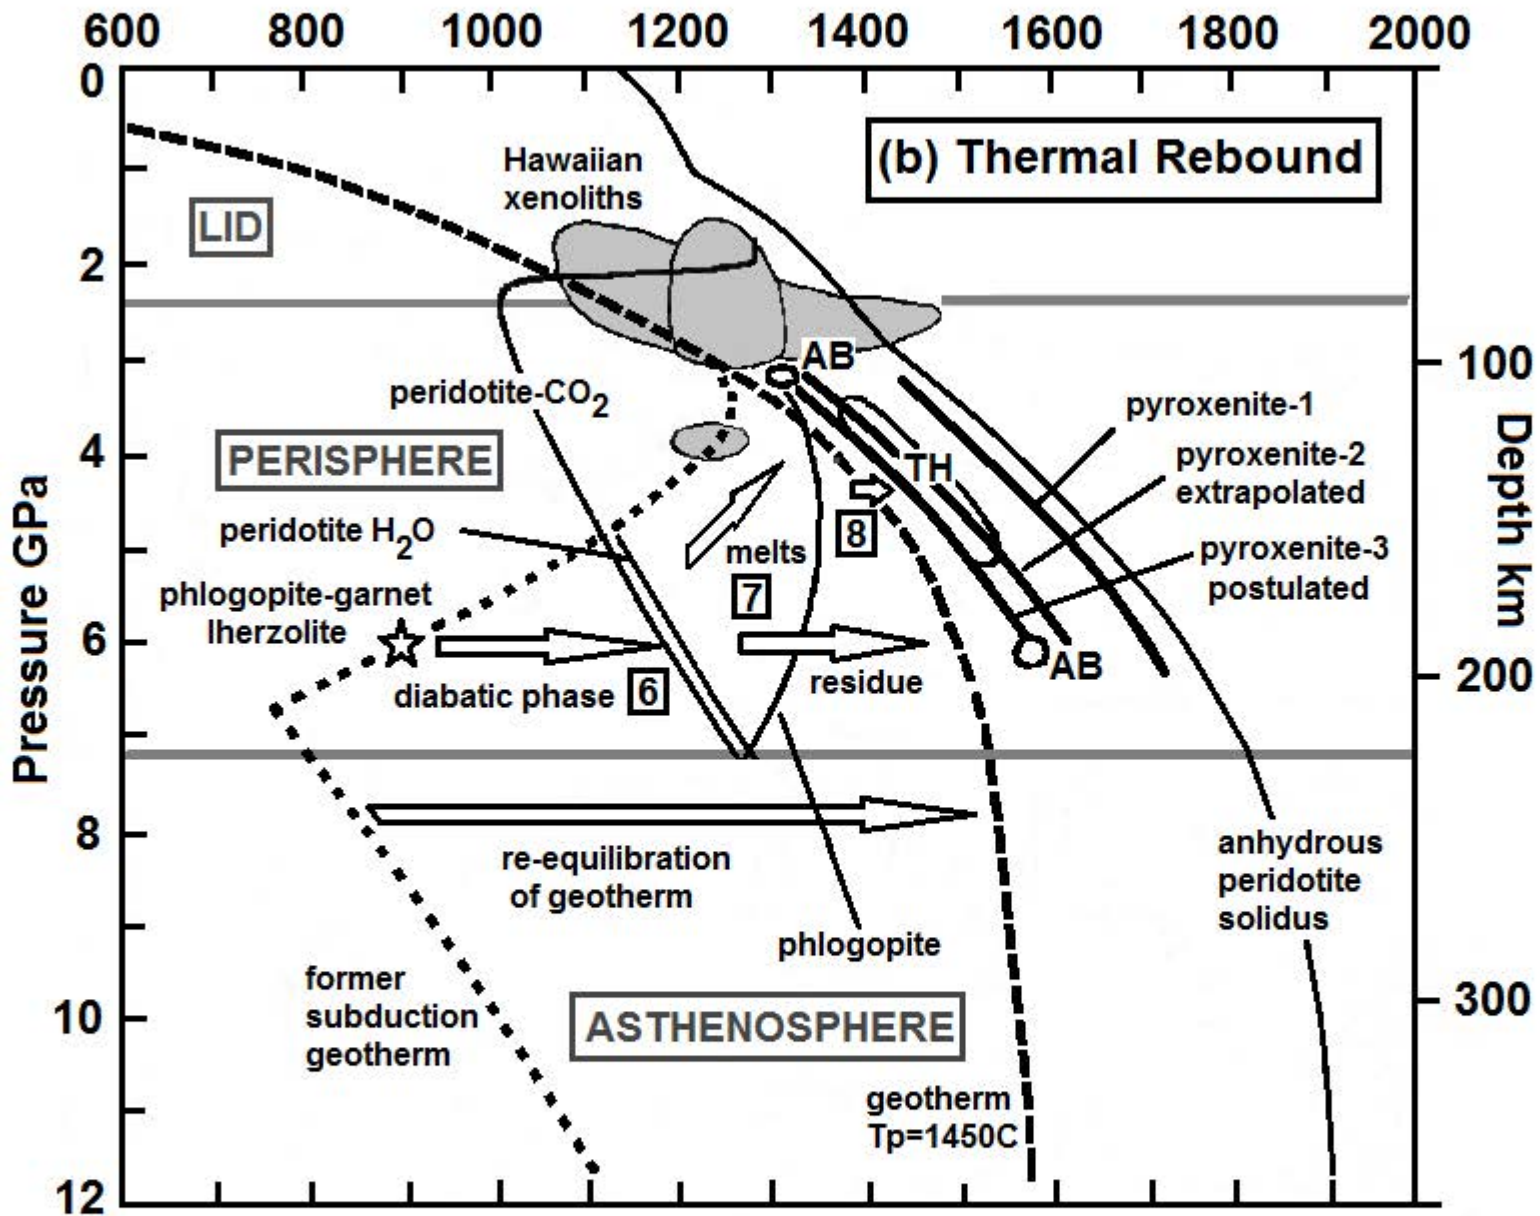 600 800 1000 1200 1400 1600 1800 2000
0
2
4
6
8
10
12
Pressure GPa
100
200
300
Depth km
(b) Thermal Rebound
Hawaiian
xenoliths
LID
AB
peridotite-CO2
pyroxenite-1
PERISPHERE
TH
pyroxenite-2
extrapolated
peridotite H2O
melts
8
pyroxenite-3
postulated
7
phlogopite-garnet
lherzolite
AB
diabatic phase 6
residue
re-equilibration
of geotherm
anhydrous
peridotite
solidus
phlogopite
former
subduction
geotherm
ASTHENOSPHERE
geotherm
Tp=1450C